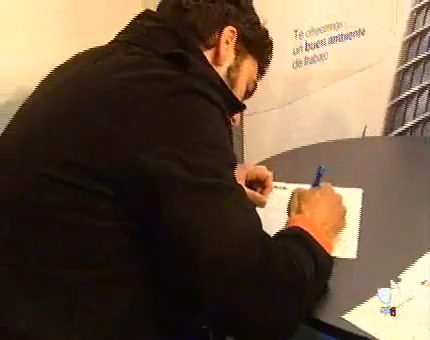 Te ofrecemos
un buen ambiente
de trabajo